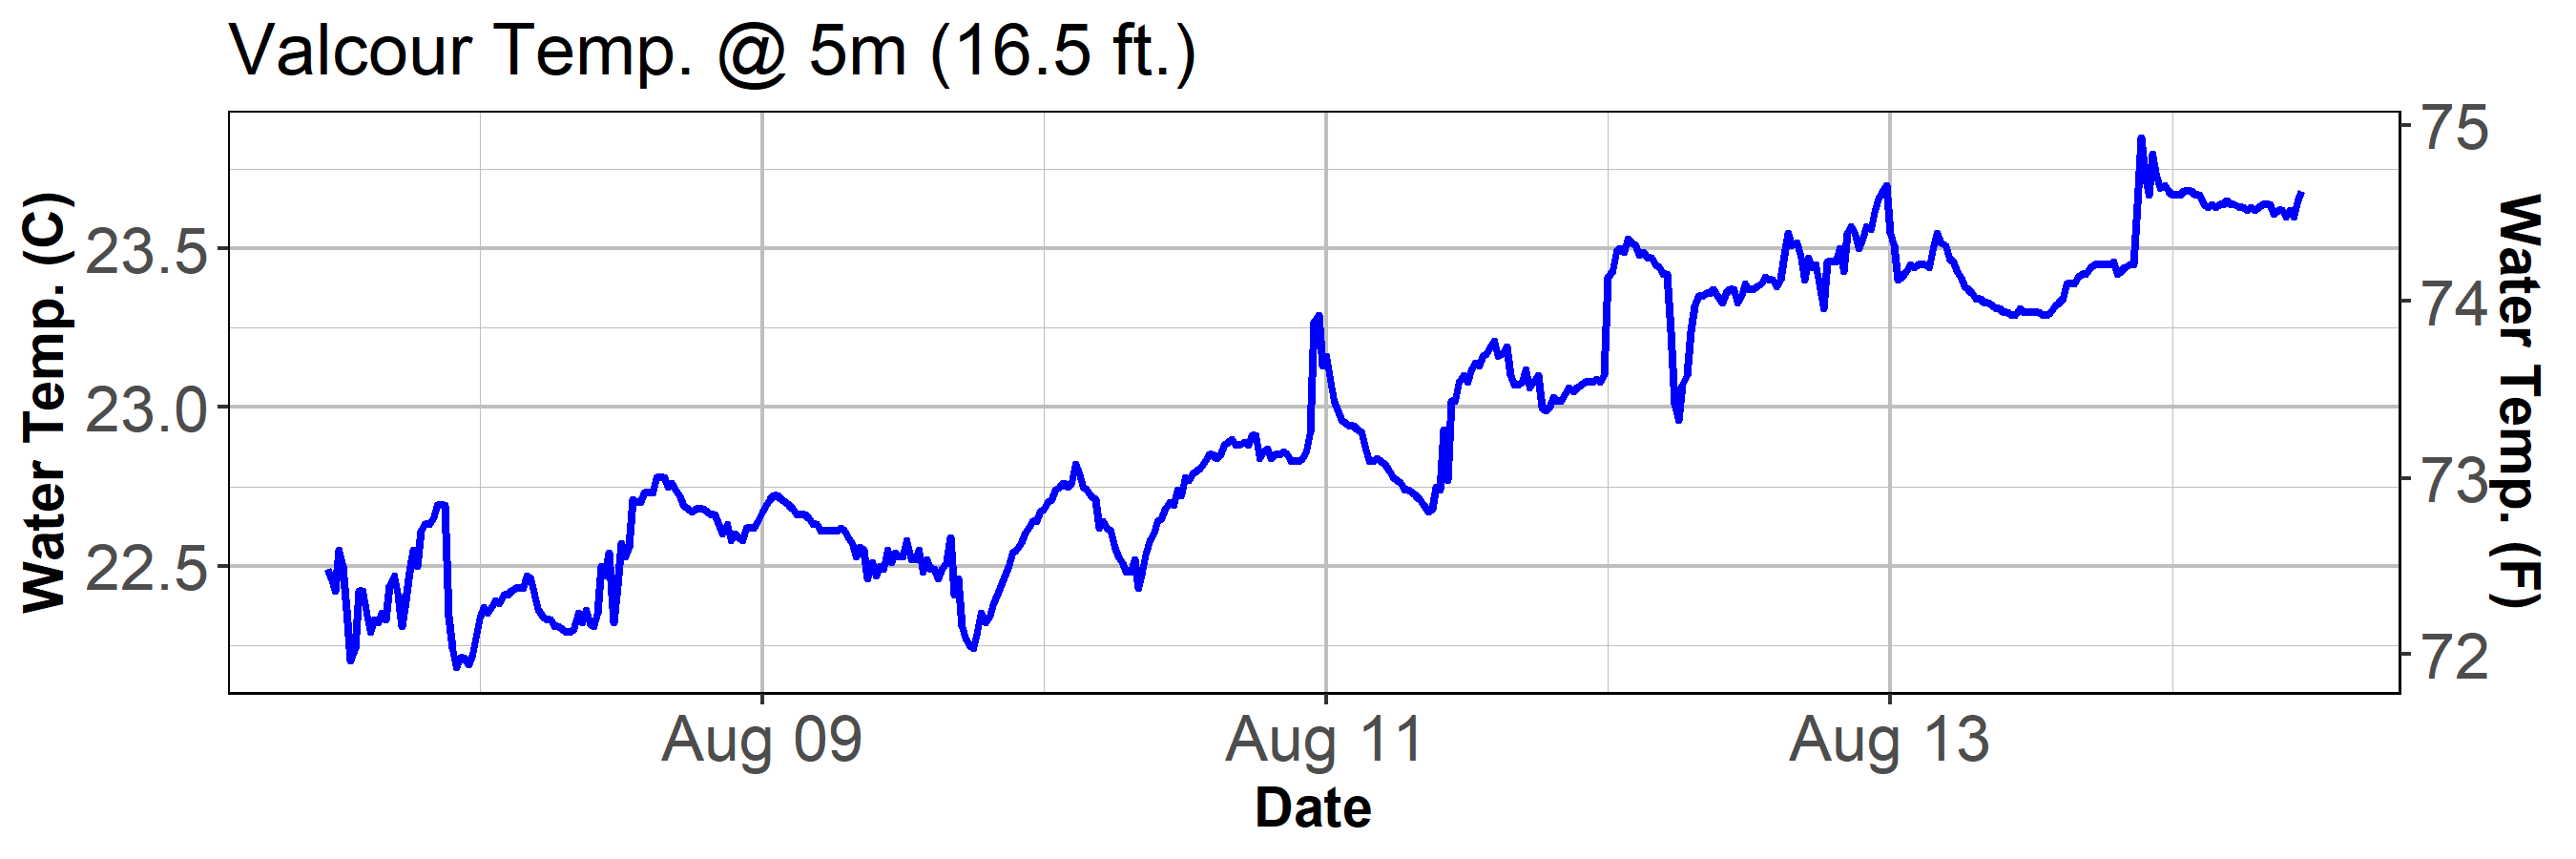 Valcour Temp. @ 5m (16.5 ft.)
Water Temp. (C)
23.5
23.0
22.5
75
74
73
72
Water Temp. (F)
Aug 09
Aug 11
Aug 13
Date